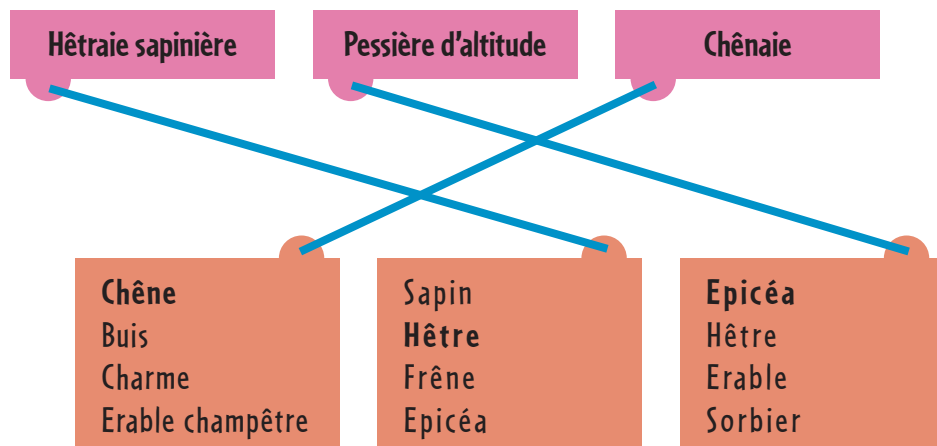 Hêtraie sapinière
Pessière d'altitude
Chênaie
Chêne
Buis
Charme
Erable champêtre
Sapin
Hêtre
Frêne
Epicéa
Epicéa
Hêtre
Erable
Sorbier